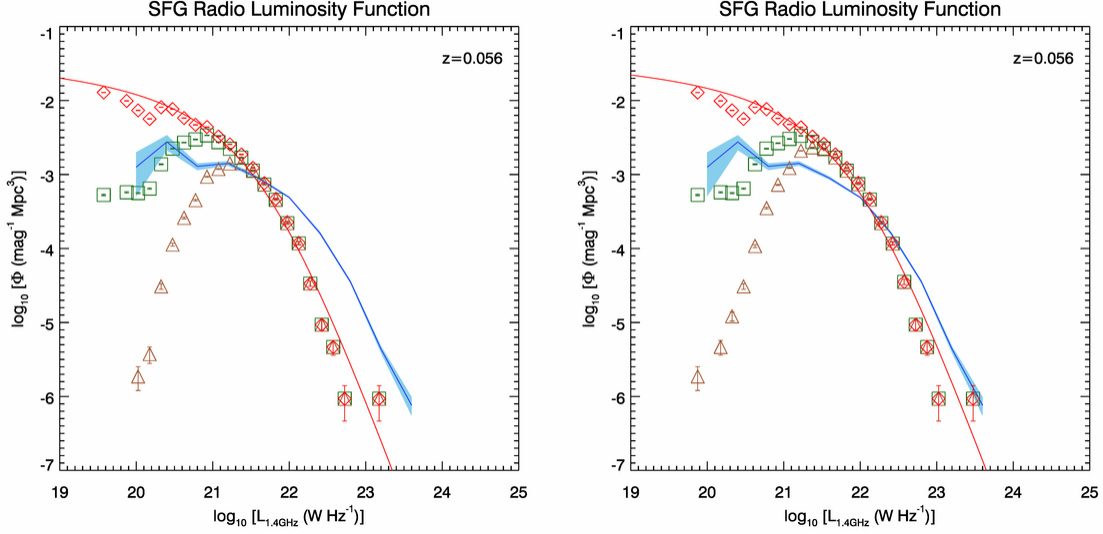 SFG Radio Luminosity Function
z=0.056
-1
-2
-3
-4
-5
-6
-7
19 20 21 22 23 24 25
log₁₀ [Φ (mag⁻¹ Mpc³)]
log₁₀ [L₁.₄GHz (W Hz⁻¹)]
SFG Radio Luminosity Function
z=0.056
-1
-2
-3
-4
-5
-6
-7
19 20 21 22 23 24 25
log₁₀ [Φ (mag⁻¹ Mpc³)]
log₁₀ [L₁.₄GHz (W Hz⁻¹)]